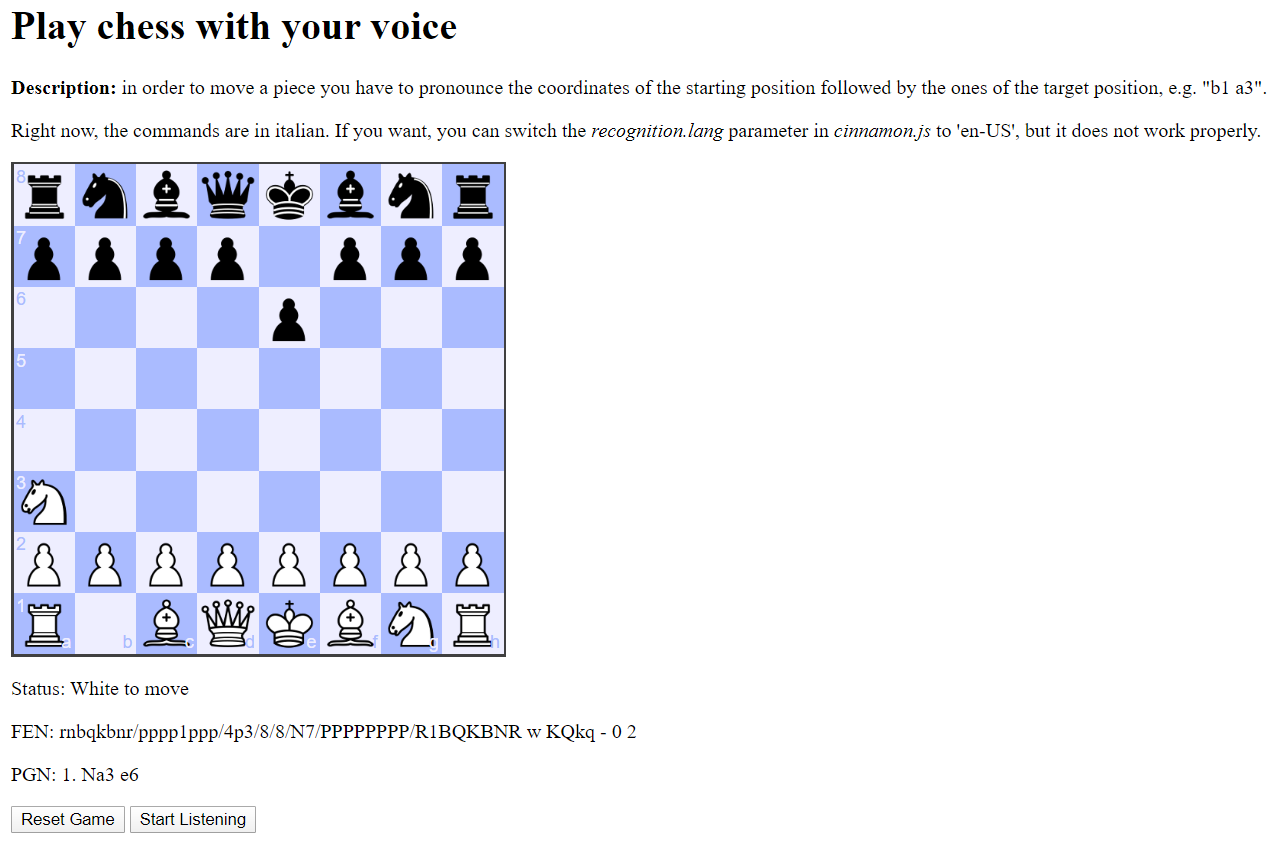 Play chess with your voice
Description: in order to move a piece you have to pronounce the coordinates of the starting position followed by the ones of the target position, e.g. "b1 a3".
Right now, the commands are in italian. If you want, you can switch the recognition.lang parameter in cinnamon.js to 'en-US', but it does not work properly.
8
7
6
5
4
3
2
1
a b c d e f g h
Status: White to move
FEN: rnbqkbnr/pppp1ppp/4p3/8/8/N7/PPPPPPPP/R1BQKBNR w KQkq - 0 2
PGN: 1. Na3 e6
Reset Game Start Listening